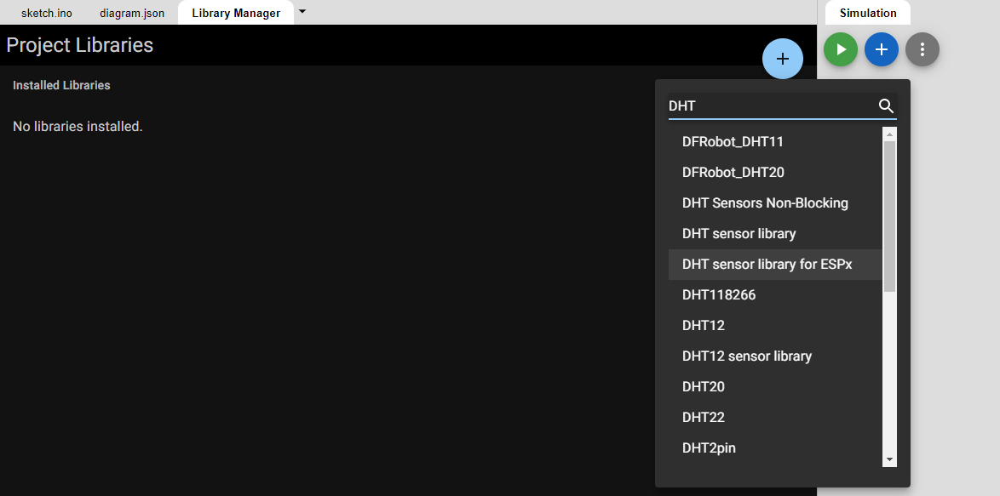 sketch.ino diagram.json Library Manager Simulation
Project Libraries
Installed Libraries
No libraries installed.
DHT
DFRobot_DHT11
DFRobot_DHT20
DHT Sensors Non-Blocking
DHT sensor library
DHT sensor library for ESPx
DHT118266
DHT12
DHT12 sensor library
DHT20
DHT22
DHT2pin